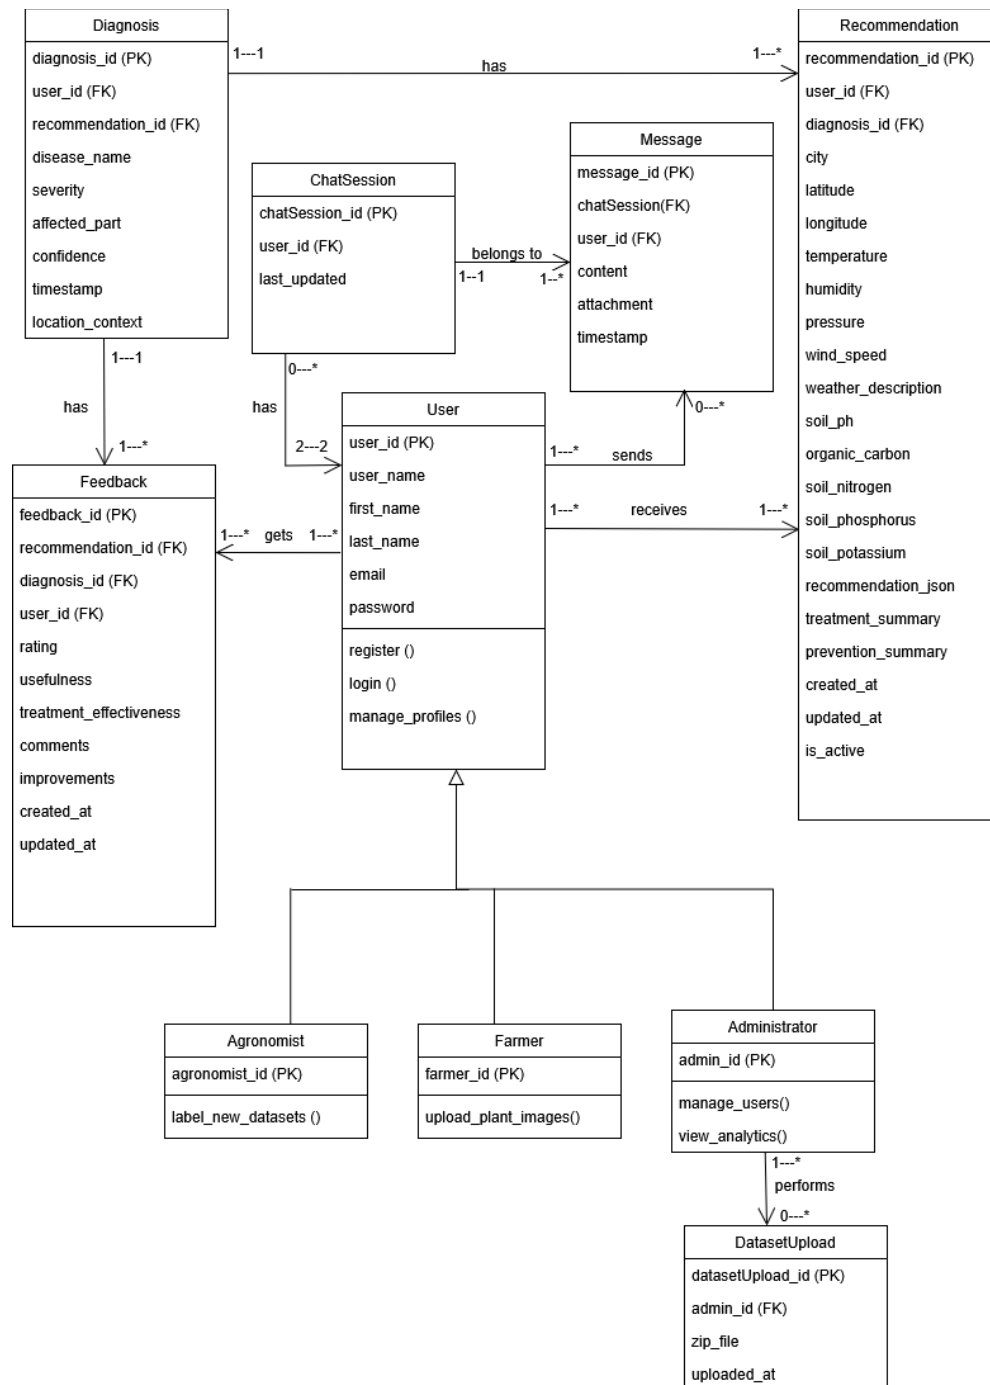 Diagnosis
diagnosis_id (PK)
user_id (FK)
recommendation_id (FK)
disease_name
severity
affected_part
confidence
timestamp
location_context
1---1
has
1---*
Recommendation
recommendation_id (PK)
user_id (FK)
diagnosis_id (FK)
city
latitude
longitude
temperature
humidity
pressure
wind_speed
weather_description
soil_ph
organic_carbon
soil_nitrogen
soil_phosphorus
soil_potassium
recommendation_json
treatment_summary
prevention_summary
created_at
updated_at
is_active
Message
message_id (PK)
chatSession(FK)
user_id (FK)
content
attachment
timestamp
ChatSession
chatSession_id (PK)
user_id (FK)
last_updated
belongs to
1--1
1--*
1---1
has
1---*
0---*
has
2---2
User
user_id (PK)
user_name
first_name
last_name
email
password
register ()
login ()
manage_profiles ()
0---*
1---*
sends
1---*
receives
1---*
Feedback
feedback_id (PK)
recommendation_id (FK)
diagnosis_id (FK)
user_id (FK)
rating
usefulness
treatment_effectiveness
comments
improvements
created_at
updated_at
1---*
gets
1---*
Agronomist
agronomist_id (PK)
label_new_datasets ()
Farmer
farmer_id (PK)
upload_plant_images()
Administrator
admin_id (PK)
manage_users()
view_analytics()
1---*
performs
0---*
DatasetUpload
datasetUpload_id (PK)
admin_id (FK)
zip_file
uploaded_at